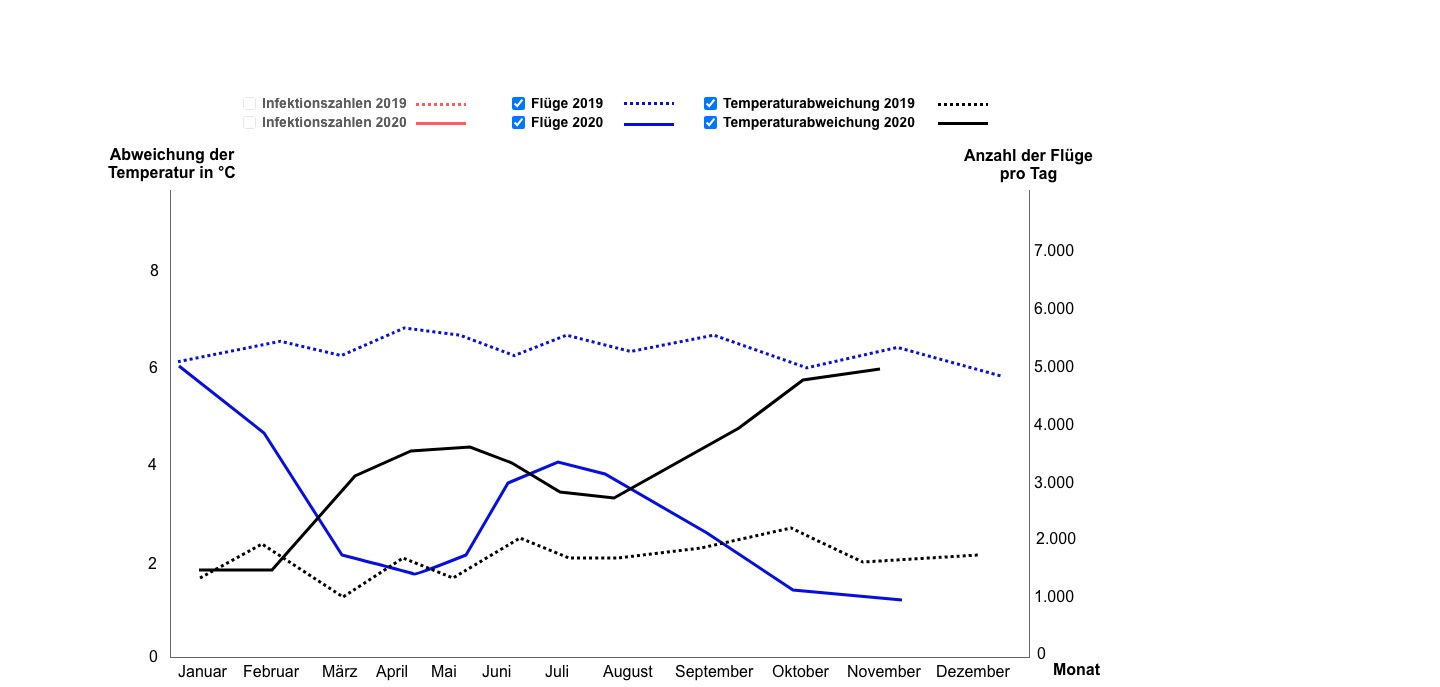 Infektionszahlen 2019 Flüge 2019 Temperaturabweichung 2019
Infektionszahlen 2020 Flüge 2020 Temperaturabweichung 2020
Abweichung der
Temperatur in °C
Anzahl der Flüge
pro Tag
8
6
4
2
0
7.000
6.000
5.000
4.000
3.000
2.000
1.000
0
Januar Februar März April Mai Juni Juli August September Oktober November Dezember
Monat